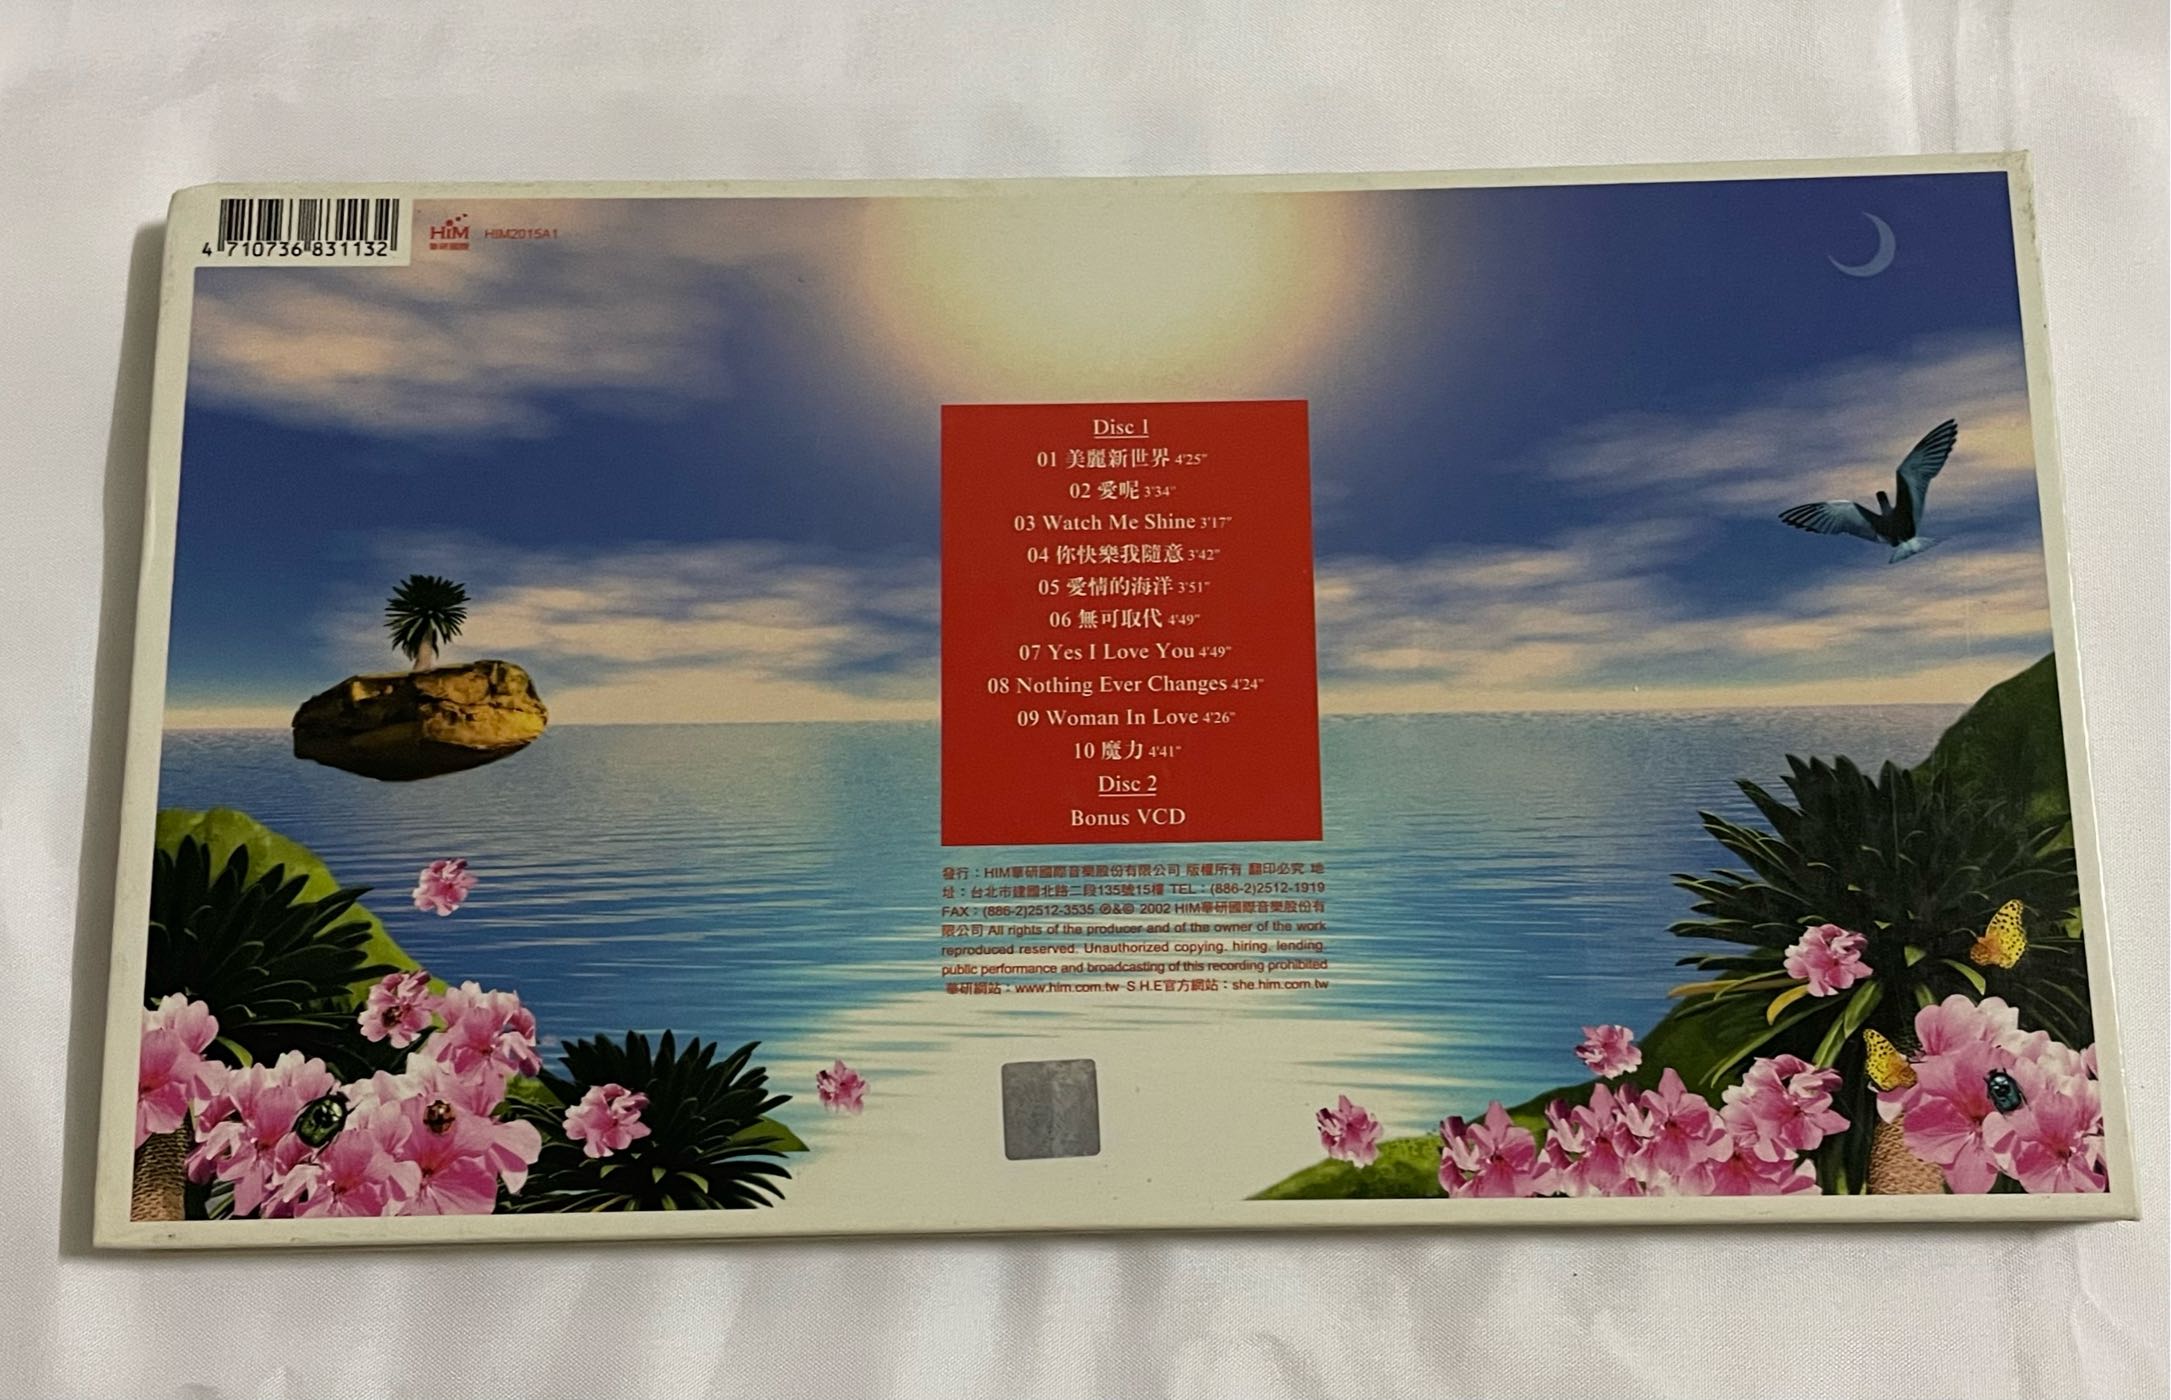 4 710736 831132
HIM
華研國際
HIM2015A1
Disc 1
01 美麗新世界 4'25"
02 愛呢 3'34"
03 Watch Me Shine 3'17"
04 你快樂我隨意 3'42"
05 愛情的海洋 3'51"
06 無可取代 4'49"
07 Yes I Love You 4'49"
08 Nothing Ever Changes 4'24"
09 Woman In Love 4'26"
10 魔力 4'41"
Disc 2
Bonus VCD
發行：HIM華研國際音樂股份有限公司 版權所有 翻印必究 地
址：台北市建國北路二段135號15樓 TEL：(886-2)2512-1919
FAX：(886-2)2512-3535 ℗&© 2002 HIM華研國際音樂股份有
限公司 All rights of the producer and of the owner of the work
reproduced reserved. Unauthorized copying, hiring, lending,
public performance and broadcasting of this recording prohibited
華研網站：www.him.com.tw S.H.E官方網站：she.him.com.tw